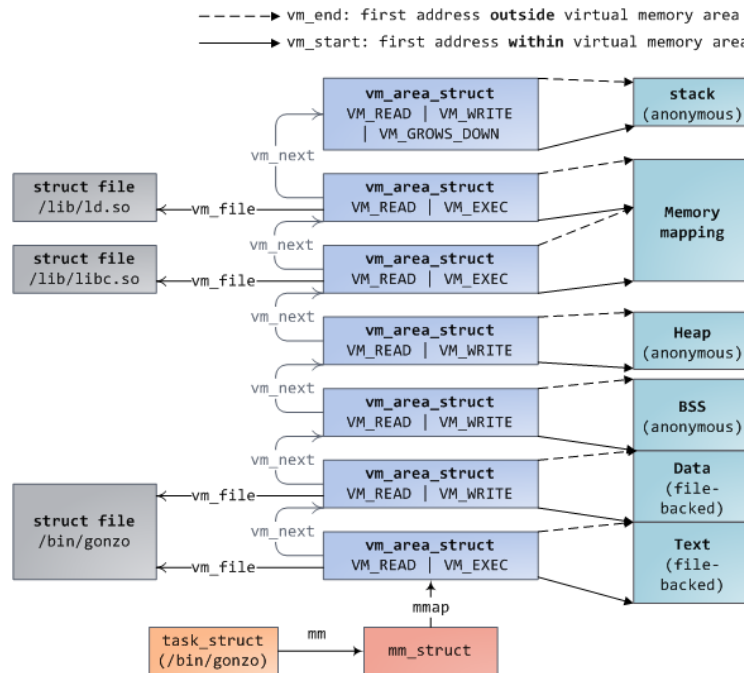 vm_end: first address outside virtual memory area
vm_start: first address within virtual memory area
vm_area_struct
VM_READ | VM_WRITE
| VM_GROWS_DOWN
stack
(anonymous)
vm_next
struct file
/lib/ld.so
vm_file
vm_area_struct
VM_READ | VM_EXEC
Memory
mapping
vm_next
struct file
/lib/libc.so
vm_file
vm_area_struct
VM_READ | VM_EXEC
vm_next
vm_area_struct
VM_READ | VM_WRITE
Heap
(anonymous)
vm_next
vm_area_struct
VM_READ | VM_WRITE
BSS
(anonymous)
vm_next
vm_file
vm_area_struct
VM_READ | VM_WRITE
Data
(file-
backed)
struct file
/bin/gonzo
vm_next
vm_file
vm_area_struct
VM_READ | VM_EXEC
Text
(file-
backed)
mmap
task_struct
(/bin/gonzo)
mm
mm_struct